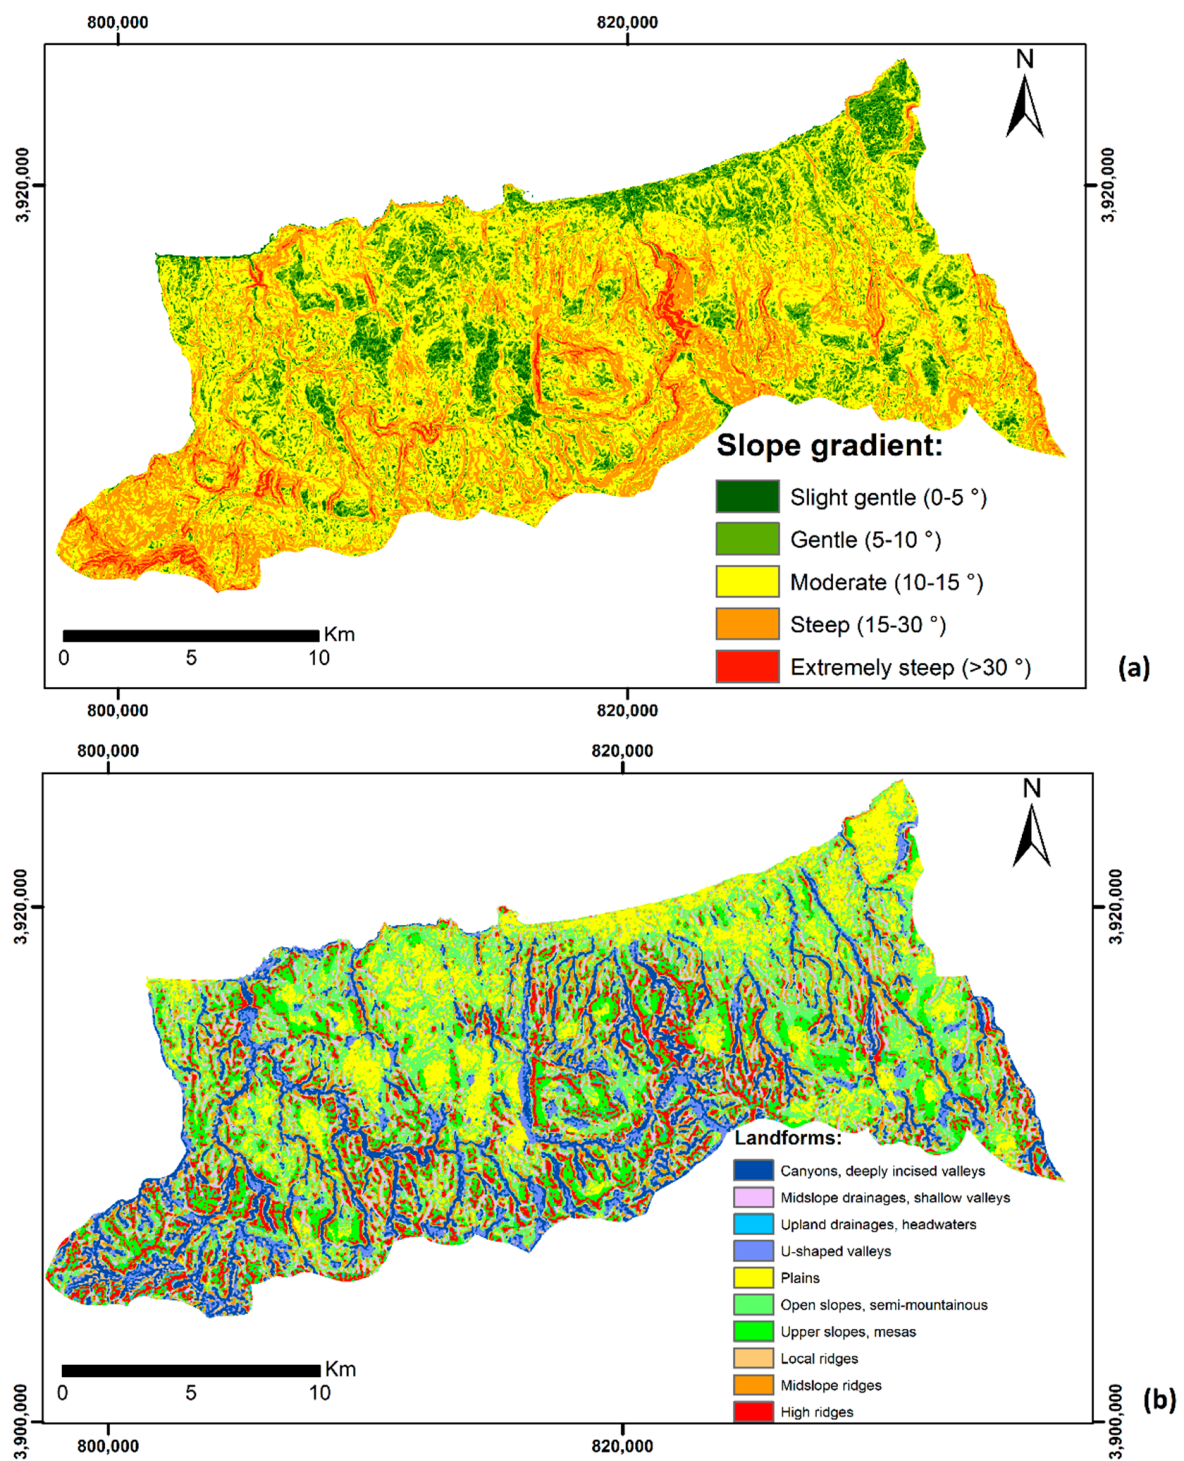 800,000
820,000
N
3,920,000
3,920,000
Slope gradient:
Slight gentle (0-5 °)
Gentle (5-10 °)
Moderate (10-15 °)
Steep (15-30 °)
Extremely steep (>30 °)
Km
0
5
10
(a)
800,000
820,000
800,000
820,000
N
3,920,000
3,920,000
Landforms:
Canyons, deeply incised valleys
Midslope drainages, shallow valleys
Upland drainages, headwaters
U-shaped valleys
Plains
Open slopes, semi-mountainous
Upper slopes, mesas
Local ridges
Midslope ridges
High ridges
Km
0
5
10
(b)
3,900,000
3,900,000
800,000
820,000